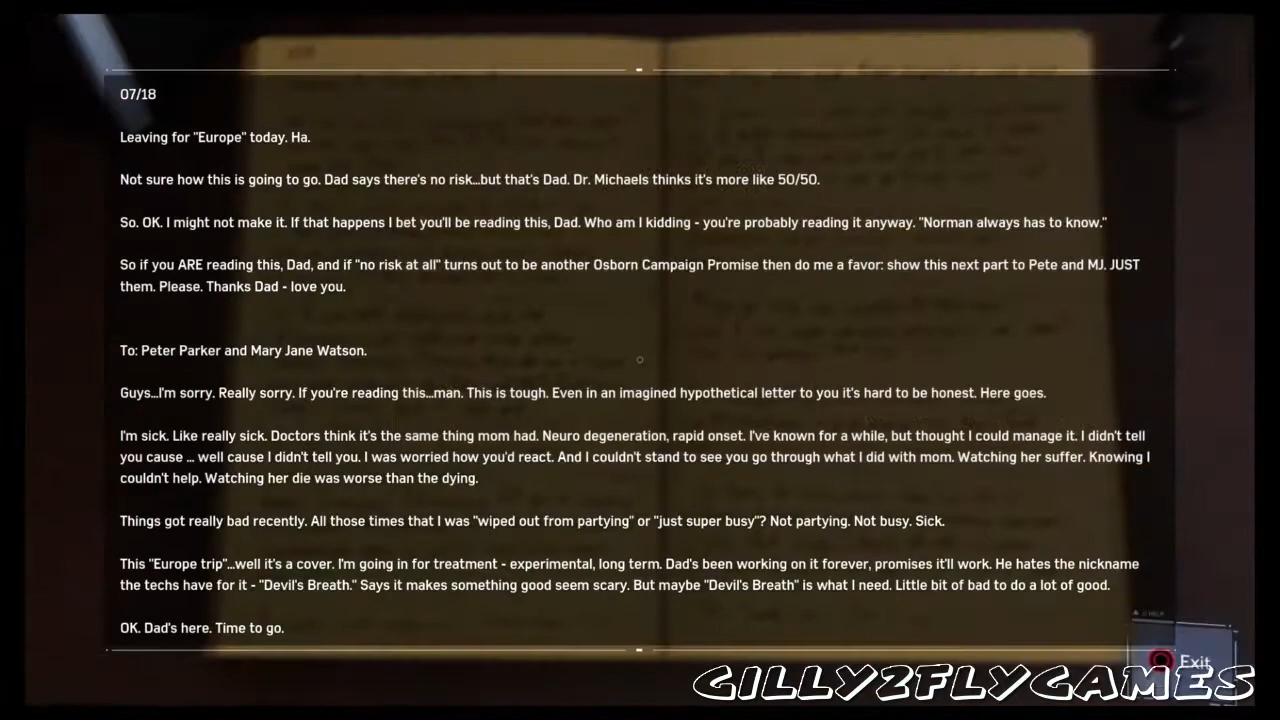 07/18
Leaving for "Europe" today. Ha.
Not sure how this is going to go. Dad says there's no risk...but that's Dad. Dr. Michaels thinks it's more like 50/50.
So. OK. I might not make it. If that happens I bet you'll be reading this, Dad. Who am I kidding - you're probably reading it anyway. "Norman always has to know."
So if you ARE reading this, Dad, and if "no risk at all" turns out to be another Osborn Campaign Promise then do me a favor: show this next part to Pete and MJ. JUST
them. Please. Thanks Dad - love you.
To: Peter Parker and Mary Jane Watson.
Guys...I'm sorry. Really sorry. If you're reading this...man. This is tough. Even in an imagined hypothetical letter to you it's hard to be honest. Here goes.
I'm sick. Like really sick. Doctors think it's the same thing mom had. Neuro degeneration, rapid onset. I've known for a while, but thought I could manage it. I didn't tell
you cause ... well cause I didn't tell you. I was worried how you'd react. And I couldn't stand to see you go through what I did with mom. Watching her suffer. Knowing I
couldn't help. Watching her die was worse than the dying.
Things got really bad recently. All those times that I was "wiped out from partying" or "just super busy"? Not partying. Not busy. Sick.
This "Europe trip"...well it's a cover. I'm going in for treatment - experimental, long term. Dad's been working on it forever, promises it'll work. He hates the nickname
the techs have for it - "Devil's Breath." Says it makes something good seem scary. But maybe "Devil's Breath" is what I need. Little bit of bad to do a lot of good.
OK. Dad's here. Time to go.
HELP
Exit
GILLY2FLYGAMES